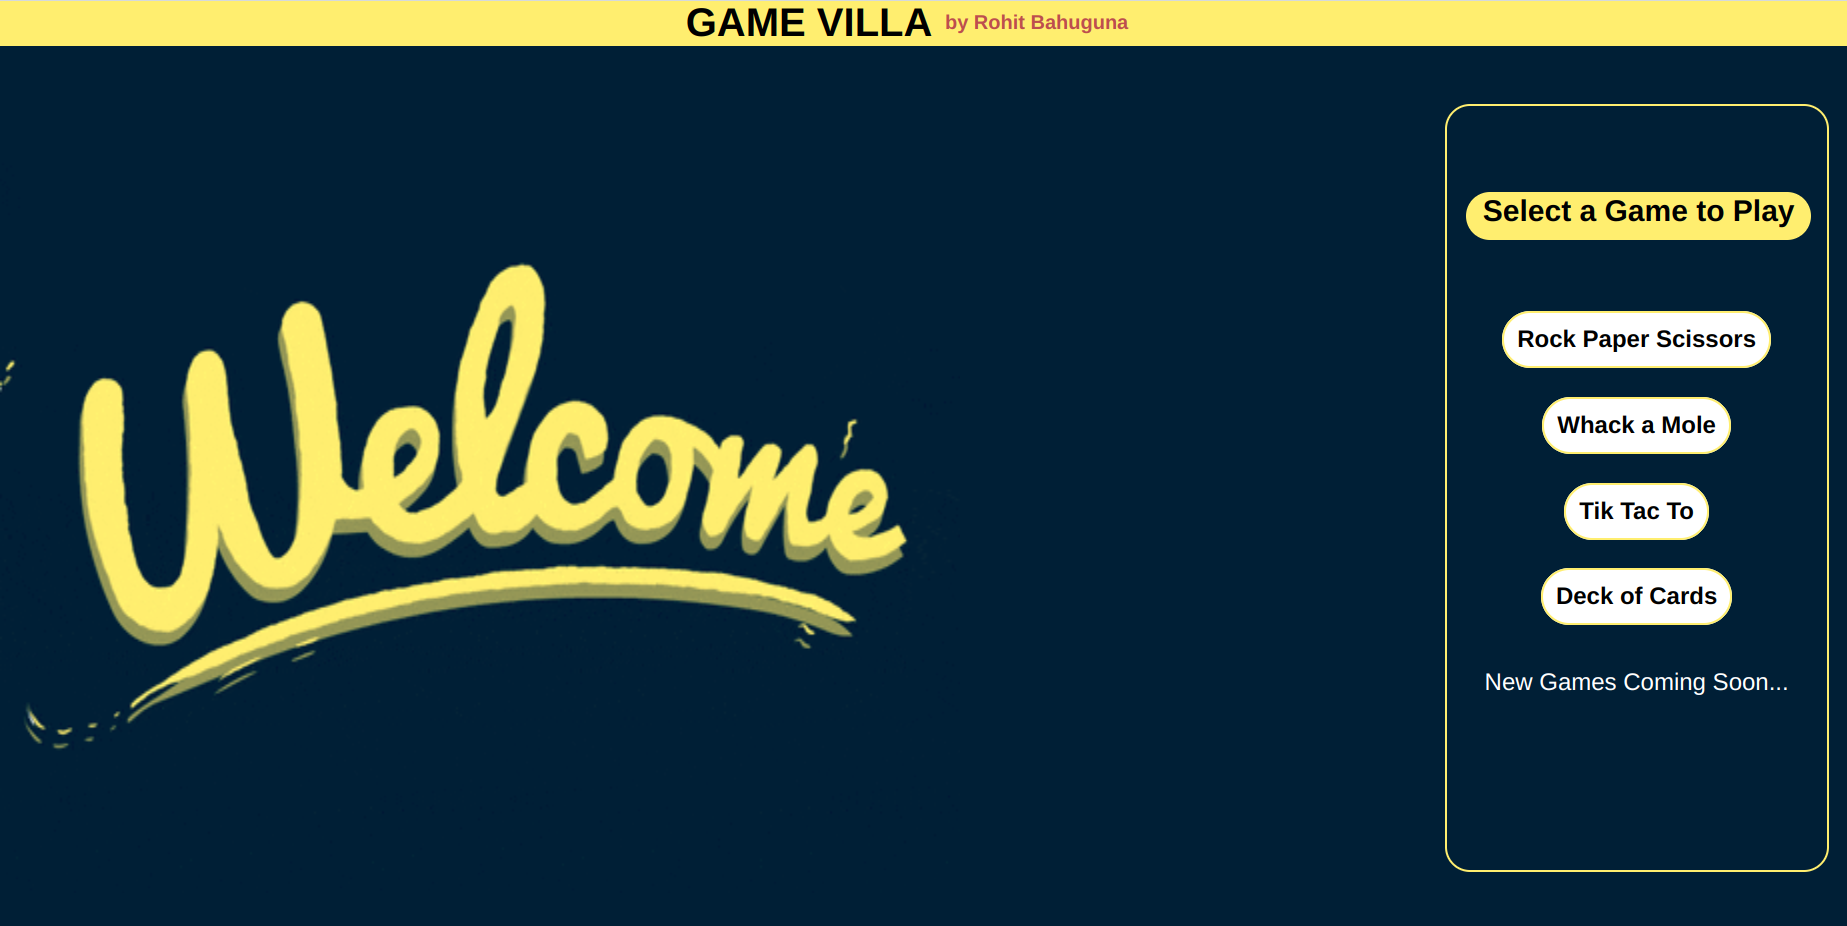 GAME VILLA by Rohit Bahuguna
Welcome
Select a Game to Play
Rock Paper Scissors
Whack a Mole
Tik Tac To
Deck of Cards
New Games Coming Soon...